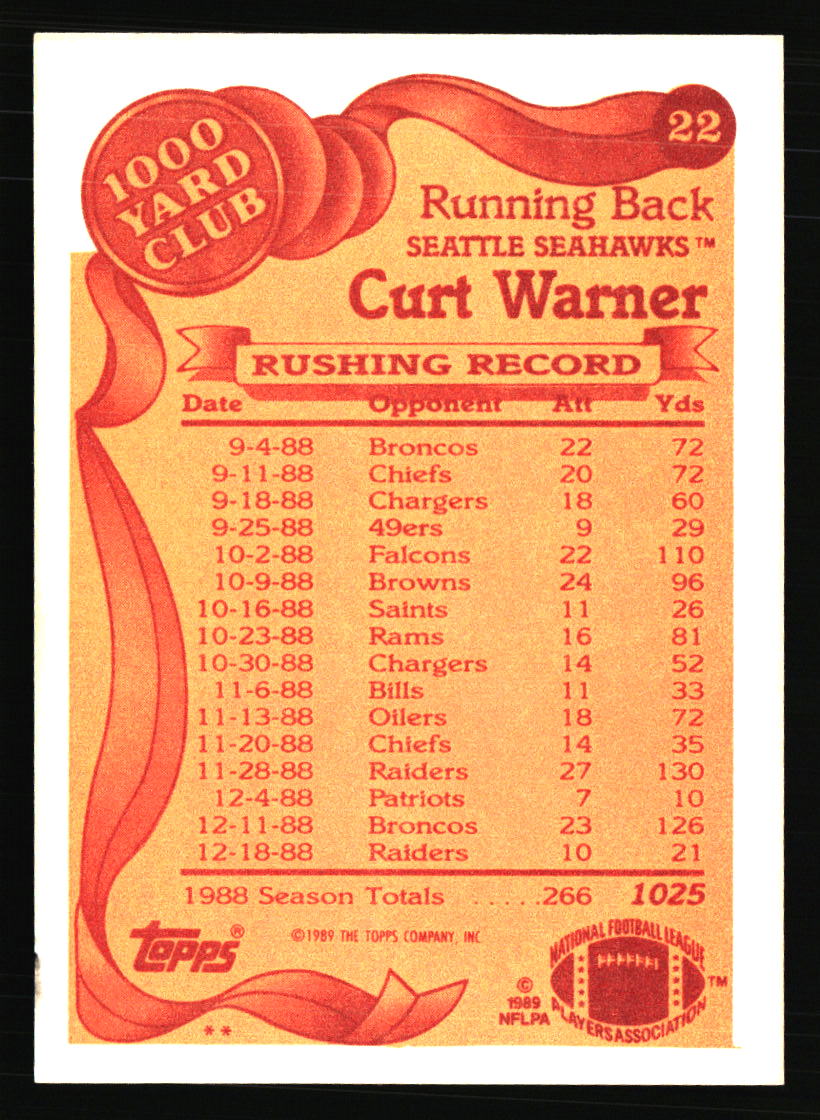 1000
YARD
CLUB
22
Running Back
SEATTLE SEAHAWKS™
Curt Warner
RUSHING RECORD
Date Opponent Att Yds
9-4-88 Broncos 22 72
9-11-88 Chiefs 20 72
9-18-88 Chargers 18 60
9-25-88 49ers 9 29
10-2-88 Falcons 22 110
10-9-88 Browns 24 96
10-16-88 Saints 11 26
10-23-88 Rams 16 81
10-30-88 Chargers 14 52
11-6-88 Bills 11 33
11-13-88 Oilers 18 72
11-20-88 Chiefs 14 35
11-28-88 Raiders 27 130
12-4-88 Patriots 7 10
12-11-88 Broncos 23 126
12-18-88 Raiders 10 21
1988 Season Totals .....266 1025
Topps®
©1989 THE TOPPS COMPANY, INC
NATIONAL FOOTBALL LEAGUE
PLAYERS ASSOCIATION
™
©
1989
NFLPA
**